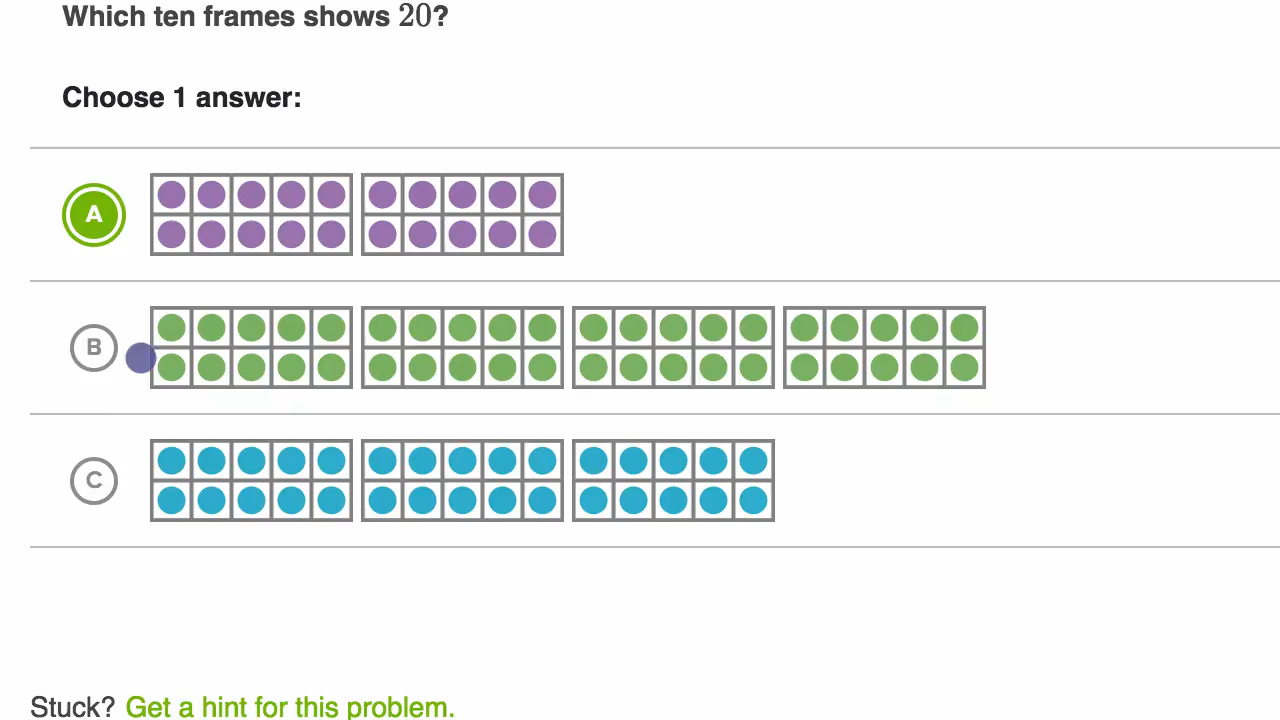 Which ten frames shows 20?
Choose 1 answer:
A
B
C
Stuck? Get a hint for this problem.